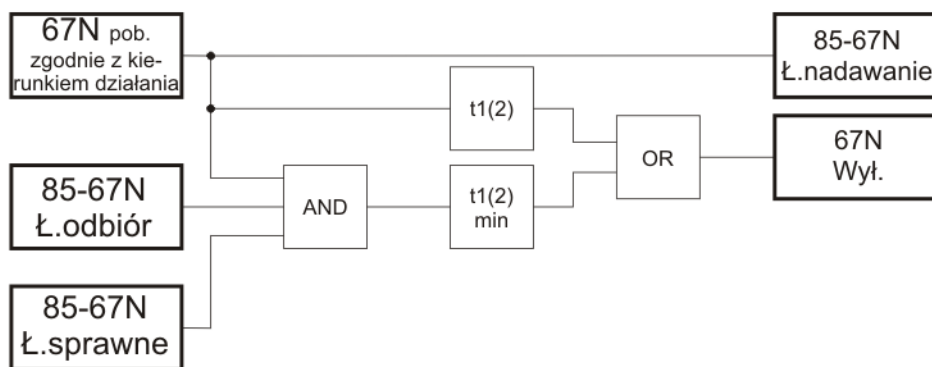 67N pob.
zgodnie z kie-
runkiem działania
85-67N
Ł.nadawanie
t1(2)
67N
Wył.
OR
85-67N
Ł.odbiór
AND
t1(2)
min
85-67N
Ł.sprawne